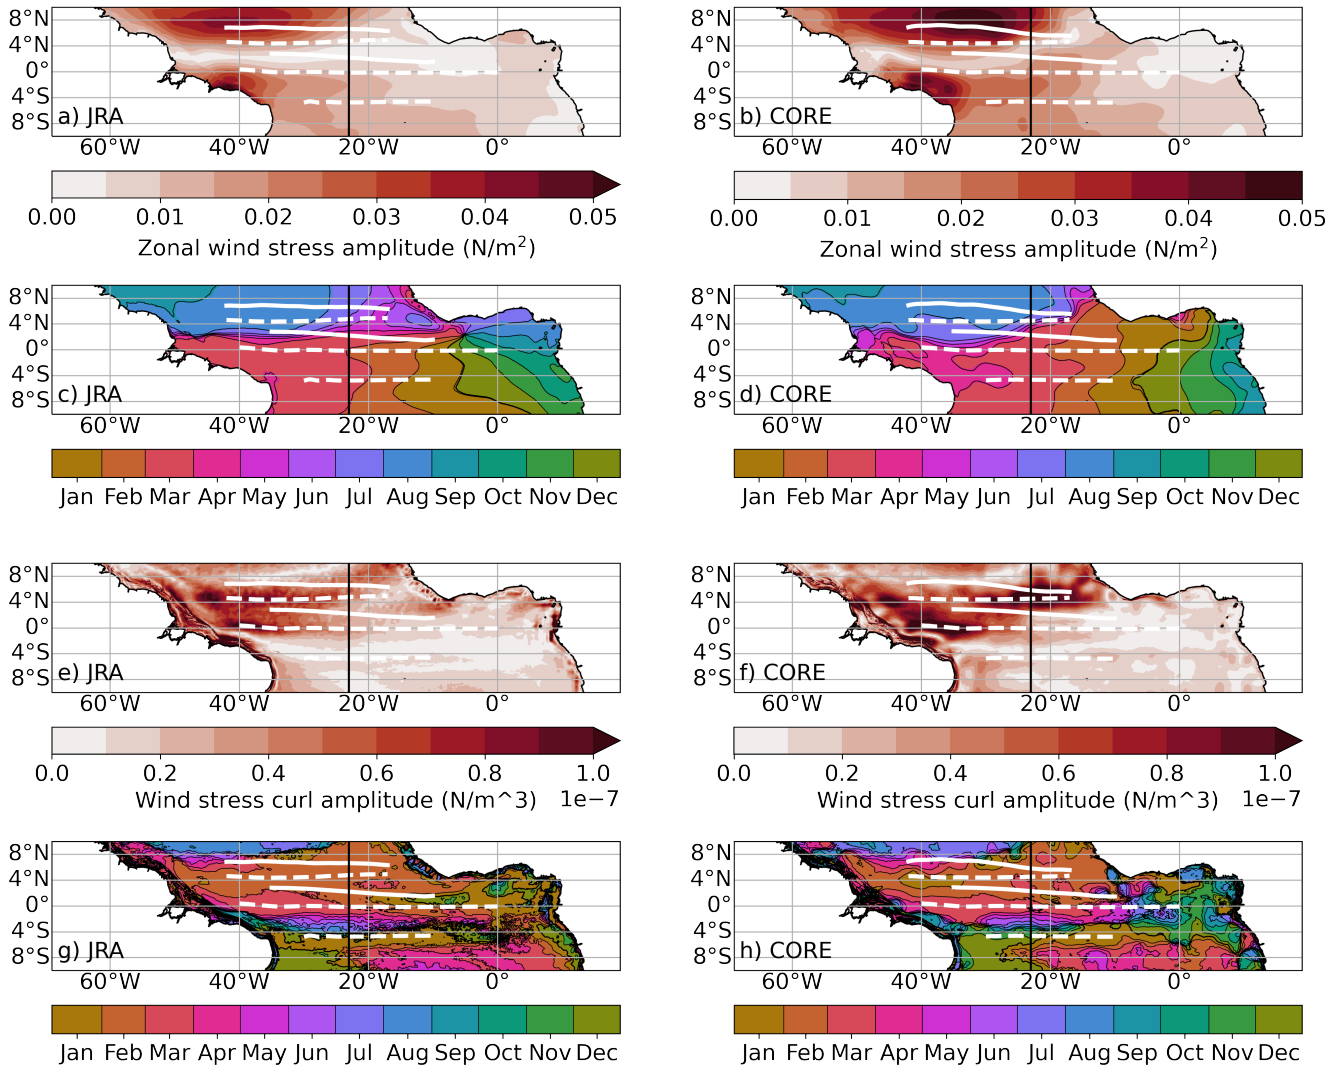 8°N
4°N
0°
4°S
8°S
a) JRA
60°W 40°W 20°W 0°
0.00 0.01 0.02 0.03 0.04 0.05
Zonal wind stress amplitude (N/m²)
8°N
4°N
0°
4°S
8°S
b) CORE
60°W 40°W 20°W 0°
0.00 0.01 0.02 0.03 0.04 0.05
Zonal wind stress amplitude (N/m²)
8°N
4°N
0°
4°S
8°S
c) JRA
60°W 40°W 20°W 0°
Jan Feb Mar Apr May Jun Jul Aug Sep Oct Nov Dec
8°N
4°N
0°
4°S
8°S
d) CORE
60°W 40°W 20°W 0°
Jan Feb Mar Apr May Jun Jul Aug Sep Oct Nov Dec
8°N
4°N
0°
4°S
8°S
e) JRA
60°W 40°W 20°W 0°
0.0 0.2 0.4 0.6 0.8 1.0
Wind stress curl amplitude (N/m^3) 1e−7
8°N
4°N
0°
4°S
8°S
f) CORE
60°W 40°W 20°W 0°
0.0 0.2 0.4 0.6 0.8 1.0
Wind stress curl amplitude (N/m^3) 1e−7
8°N
4°N
0°
4°S
8°S
g) JRA
60°W 40°W 20°W 0°
Jan Feb Mar Apr May Jun Jul Aug Sep Oct Nov Dec
8°N
4°N
0°
4°S
8°S
h) CORE
60°W 40°W 20°W 0°
Jan Feb Mar Apr May Jun Jul Aug Sep Oct Nov Dec